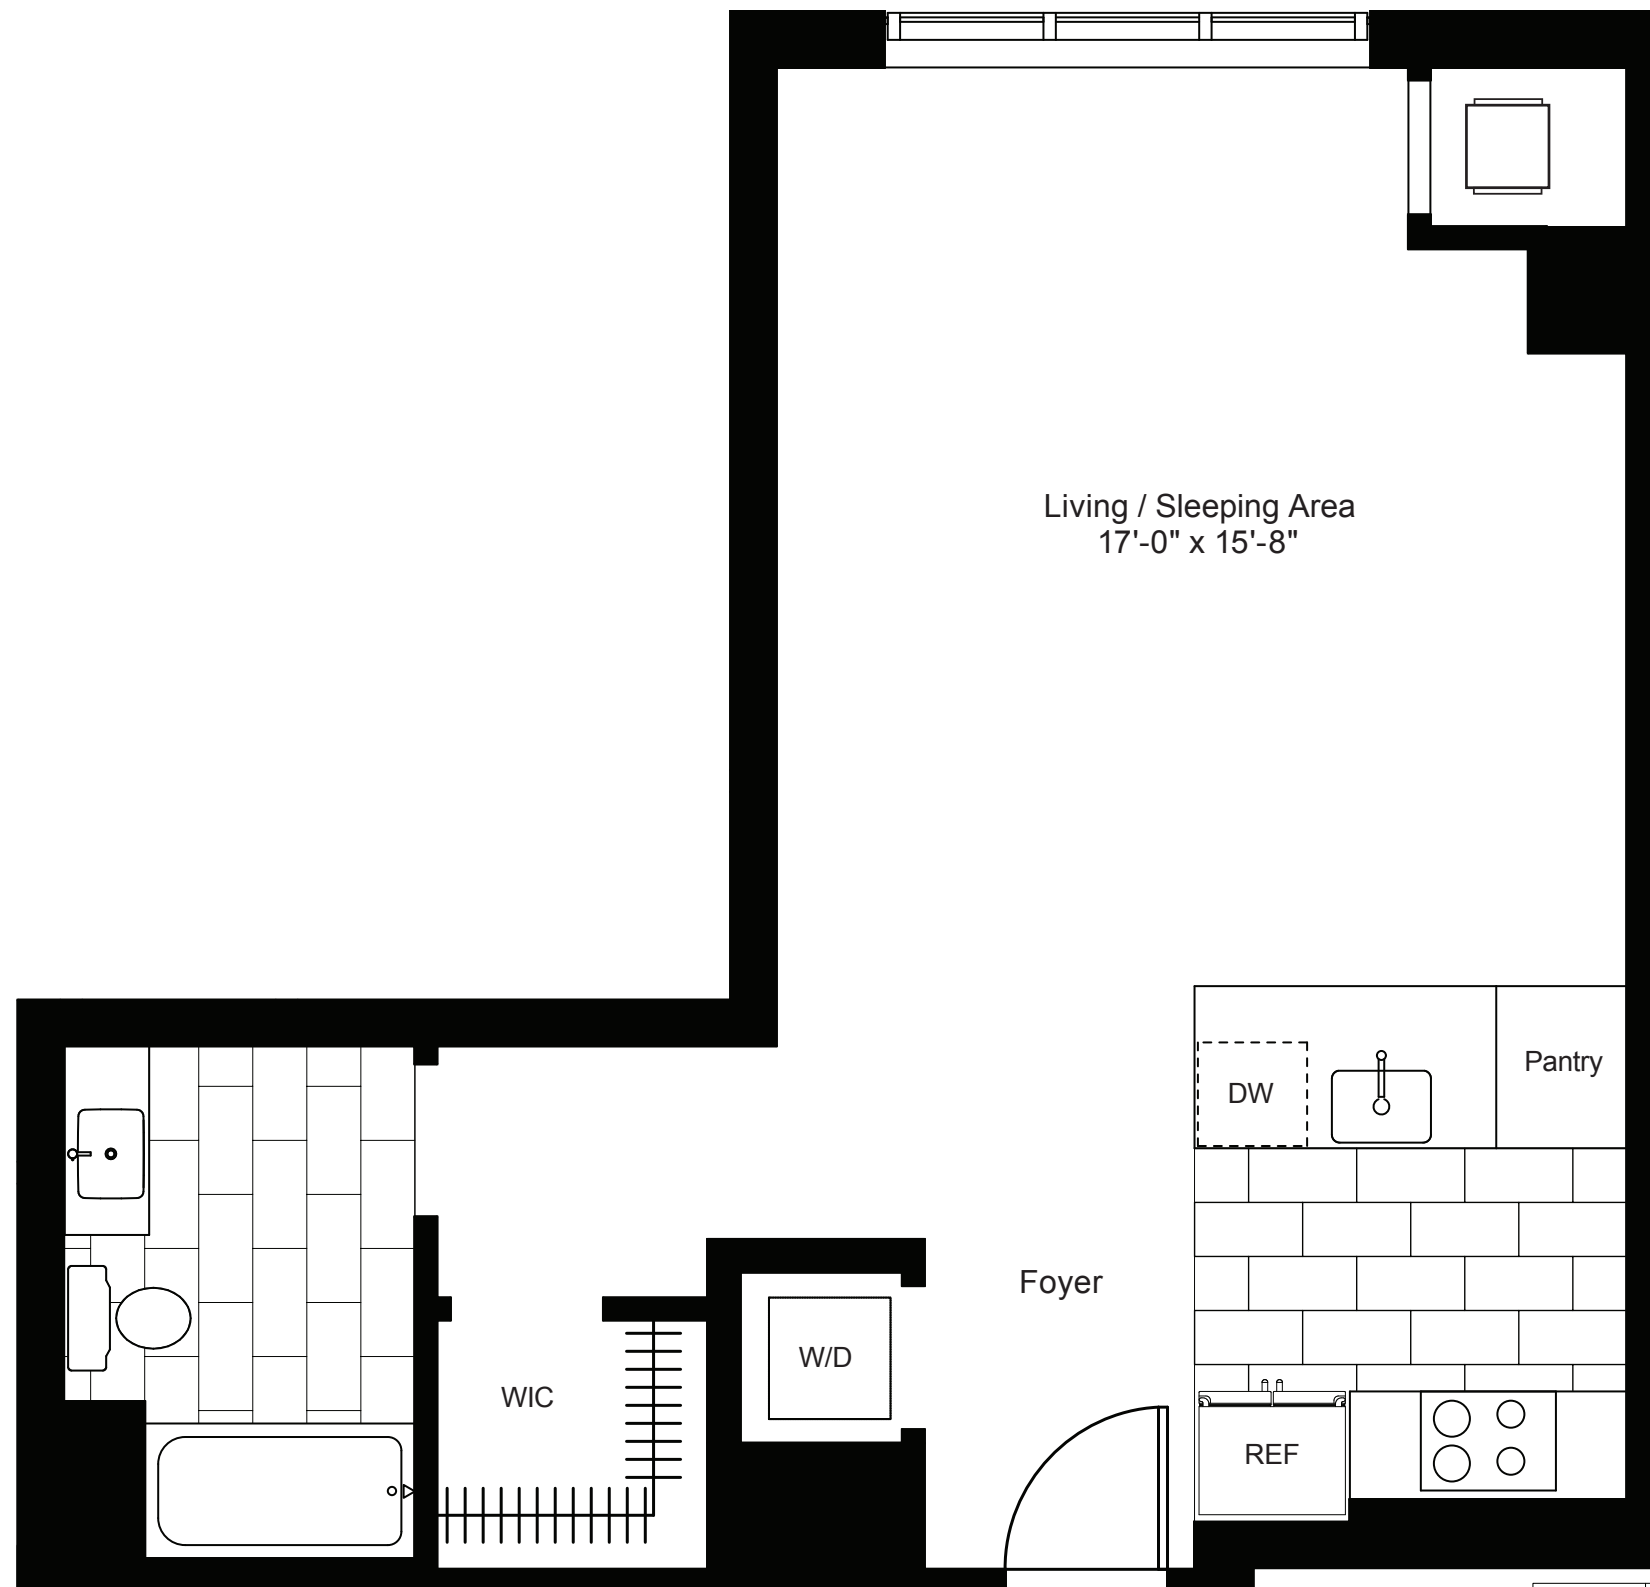 Living / Sleeping Area
17'-0" x 15'-8"
Pantry
DW
Foyer
W/D
WIC
REF